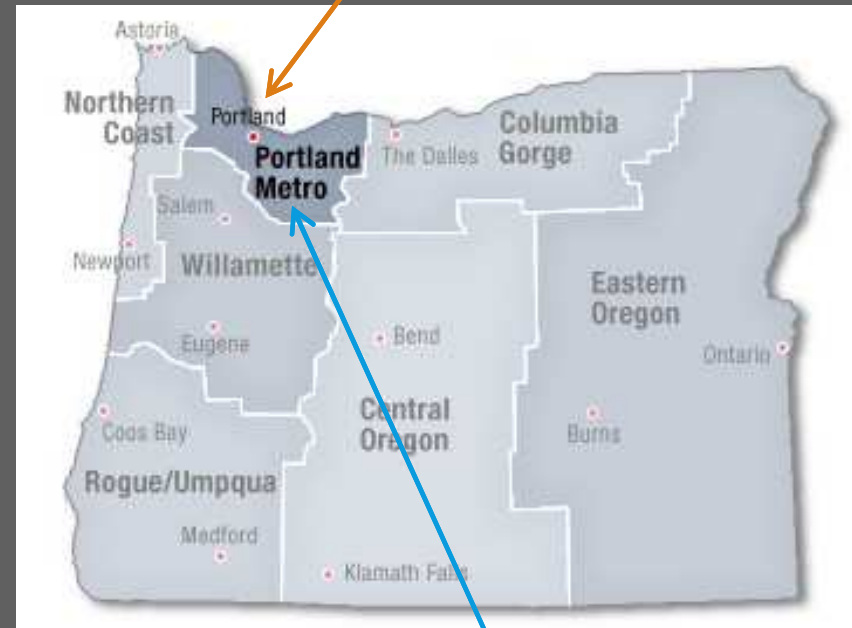 Astoria
Northern
Coast
Portland
Portland
Metro
The Dalles
Columbia
Gorge
Salem
Newport
Willamette
Eugene
Bend
Eastern
Oregon
Ontario
Coos Bay
Central
Oregon
Burns
Rogue/Umpqua
Medford
Klamath Falls